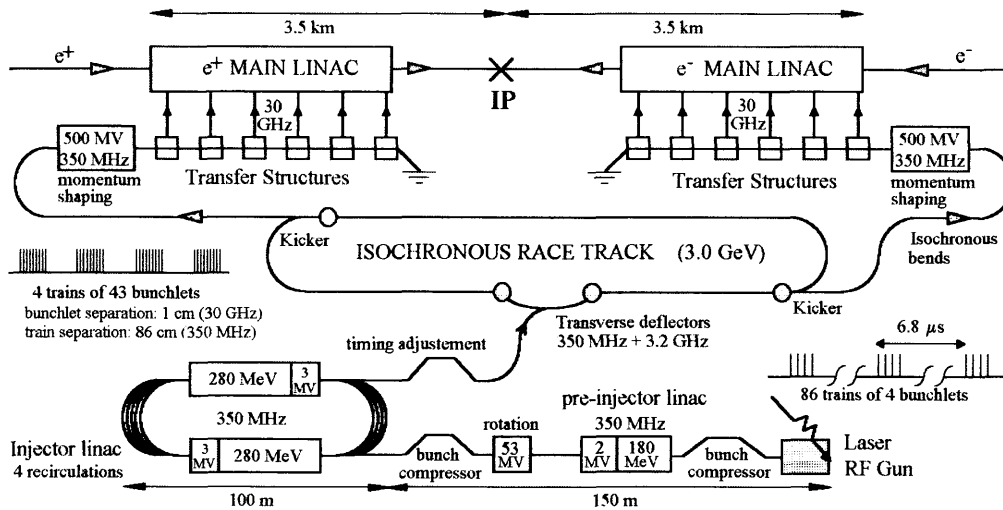 3.5 km
3.5 km
e+
e+ MAIN LINAC
IP
e- MAIN LINAC
e-
30
GHz
30
GHz
500 MV
350 MHz
momentum
shaping
Transfer Structures
Transfer Structures
500 MV
350 MHz
momentum
shaping
Kicker
ISOCHRONOUS RACE TRACK (3.0 GeV)
Isochronous
bends
4 trains of 43 bunchlets
bunchlet separation: 1 cm (30 GHz)
train separation: 86 cm (350 MHz)
Kicker
Transverse deflectors
350 MHz + 3.2 GHz
timing adjustement
6.8 µs
86 trains of 4 bunchlets
280 MeV
3
MV
350 MHz
3
MV
280 MeV
Injector linac
4 recirculations
bunch
compressor
rotation
53
MV
pre-injector linac
350 MHz
2
MV
180
MeV
bunch
compressor
Laser
RF Gun
100 m
150 m